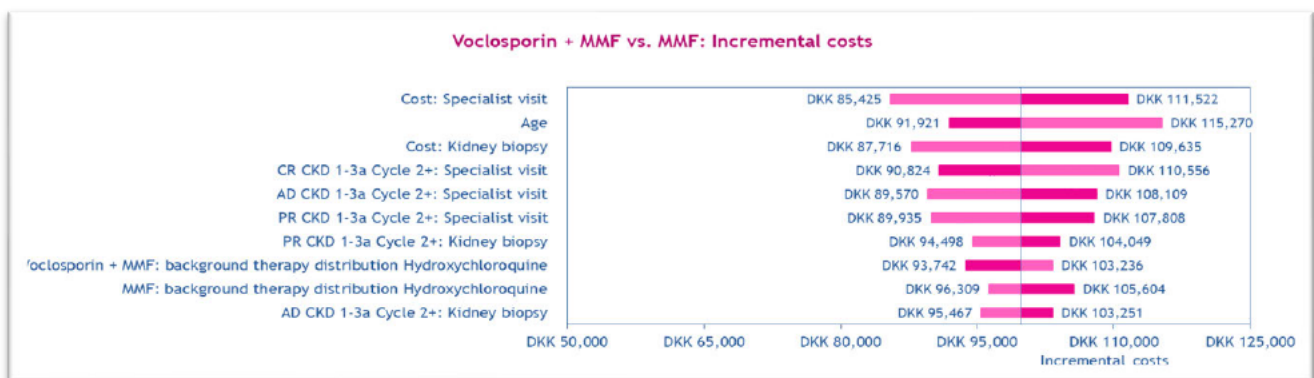 Voclosporin + MMF vs. MMF: Incremental costs
Cost: Specialist visit DKK 85,425 DKK 111,522
Age DKK 91,921 DKK 115,270
Cost: Kidney biopsy DKK 87,716 DKK 109,635
CR CKD 1-3a Cycle 2+: Specialist visit DKK 90,824 DKK 110,556
AD CKD 1-3a Cycle 2+: Specialist visit DKK 89,570 DKK 108,109
PR CKD 1-3a Cycle 2+: Specialist visit DKK 89,935 DKK 107,808
PR CKD 1-3a Cycle 2+: Kidney biopsy DKK 94,498 DKK 104,049
Voclosporin + MMF: background therapy distribution Hydroxychloroquine DKK 93,742 DKK 103,236
MMF: background therapy distribution Hydroxychloroquine DKK 96,309 DKK 105,604
AD CKD 1-3a Cycle 2+: Kidney biopsy DKK 95,467 DKK 103,251
DKK 50,000 DKK 65,000 DKK 80,000 DKK 95,000 DKK 110,000 DKK 125,000
Incremental costs